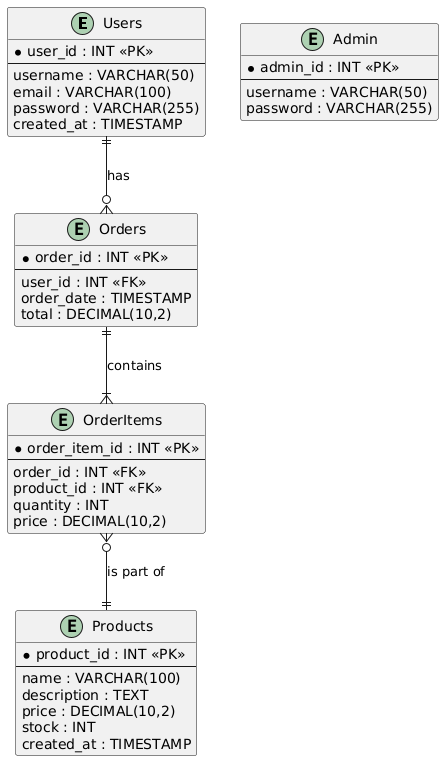 E Users
* user_id : INT «PK»
username : VARCHAR(50)
email : VARCHAR(100)
password : VARCHAR(255)
created_at : TIMESTAMP
E Admin
* admin_id : INT «PK»
username : VARCHAR(50)
password : VARCHAR(255)
has
E Orders
* order_id : INT «PK»
user_id : INT «FK»
order_date : TIMESTAMP
total : DECIMAL(10,2)
contains
E OrderItems
* order_item_id : INT «PK»
order_id : INT «FK»
product_id : INT «FK»
quantity : INT
price : DECIMAL(10,2)
is part of
E Products
* product_id : INT «PK»
name : VARCHAR(100)
description : TEXT
price : DECIMAL(10,2)
stock : INT
created_at : TIMESTAMP